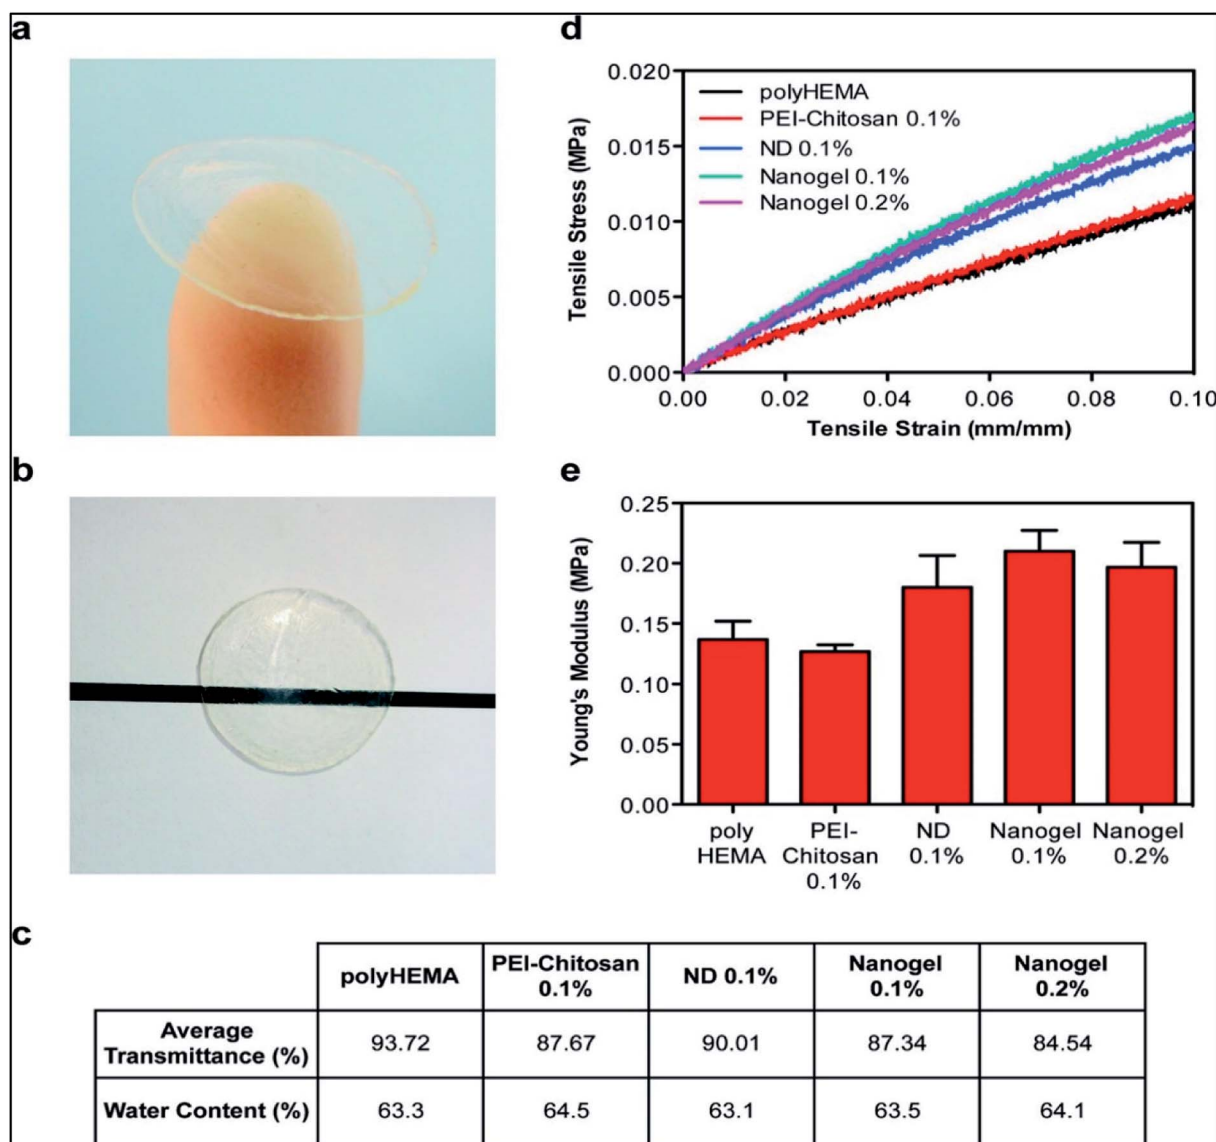 a
d
0.020
0.015
0.010
0.005
0.000
Tensile Stress (MPa)
polyHEMA
PEI-Chitosan 0.1%
ND 0.1%
Nanogel 0.1%
Nanogel 0.2%
0.00 0.02 0.04 0.06 0.08 0.10
Tensile Strain (mm/mm)
b
e
0.25
0.20
0.15
0.10
0.05
0.00
Young's Modulus (MPa)
poly
HEMA
PEI-
Chitosan
0.1%
ND
0.1%
Nanogel
0.1%
Nanogel
0.2%
c
polyHEMA
PEI-Chitosan
0.1%
ND 0.1%
Nanogel
0.1%
Nanogel
0.2%
Average
Transmittance (%)
93.72 87.67 90.01 87.34 84.54
Water Content (%) 63.3 64.5 63.1 63.5 64.1